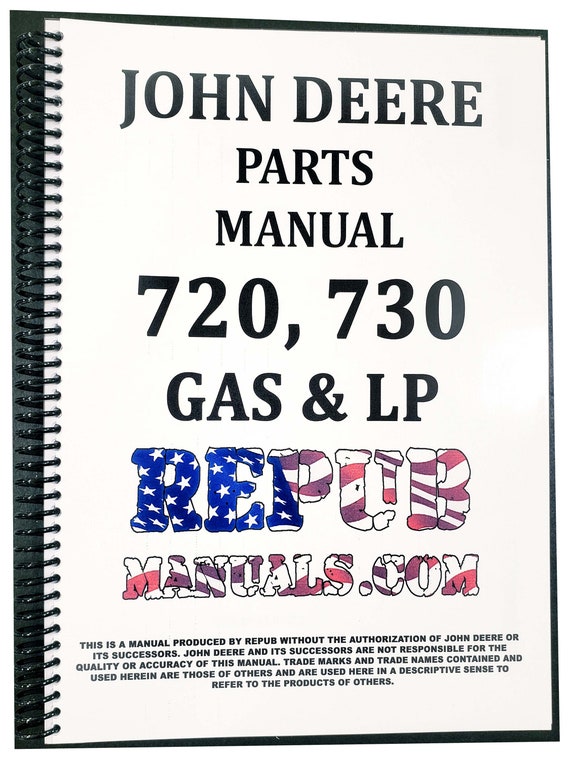 JOHN DEERE
PARTS
MANUAL
720, 730
GAS & LP
REPUB
MANUALS.COM
THIS IS A MANUAL PRODUCED BY REPUB WITHOUT THE AUTHORIZATION OF JOHN DEERE OR
ITS SUCCESSORS. JOHN DEERE AND ITS SUCCESSORS ARE NOT RESPONSIBLE FOR THE
QUALITY OR ACCURACY OF THIS MANUAL. TRADE MARKS AND TRADE NAMES CONTAINED AND
USED HEREIN ARE THOSE OF OTHERS AND ARE USED HERE IN A DESCRIPTIVE SENSE TO
REFER TO THE PRODUCTS OF OTHERS.